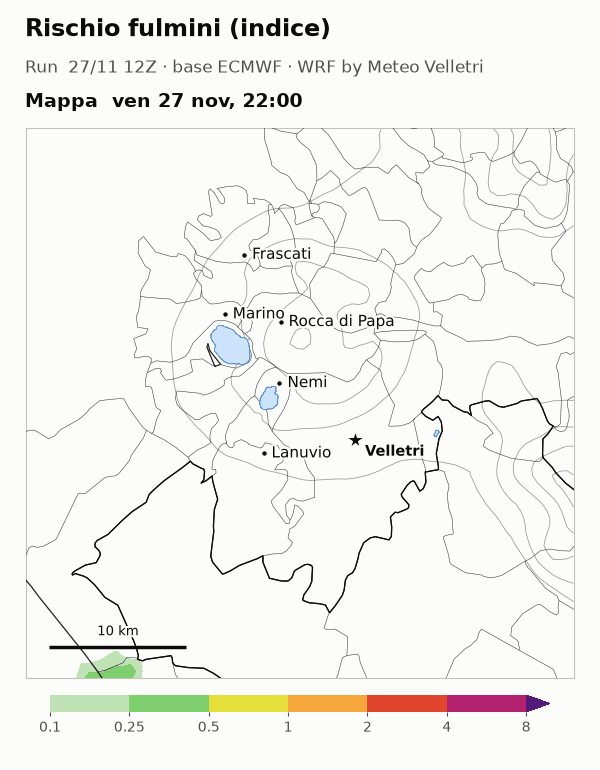 Rischio fulmini (indice)
Run  27/11 12Z · base ECMWF · WRF by Meteo Velletri
Mappa  ven 27 nov, 22:00
Frascati
Marino
Rocca di Papa
Nemi
Velletri
Lanuvio
10 km
0.1 0.25 0.5 1 2 4 8